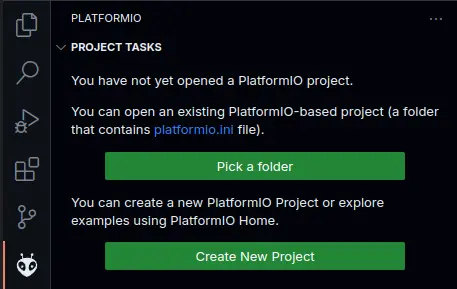 PLATFORMIO
PROJECT TASKS
You have not yet opened a PlatformIO project.
You can open an existing PlatformIO-based project (a folder
that contains platformio.ini file).
Pick a folder
You can create a new PlatformIO Project or explore
examples using PlatformIO Home.
Create New Project